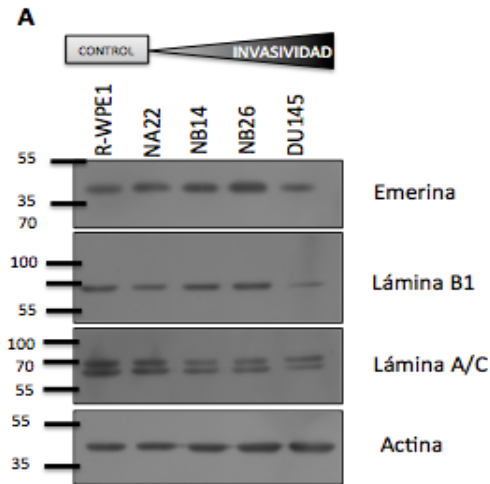 A
CONTROL
INVASIVIDAD
R-WPE1
NA22
NB14
NB26
DU145
55
35
Emerina
70
100
55
Lámina B1
100
70
55
Lámina A/C
55
35
Actina